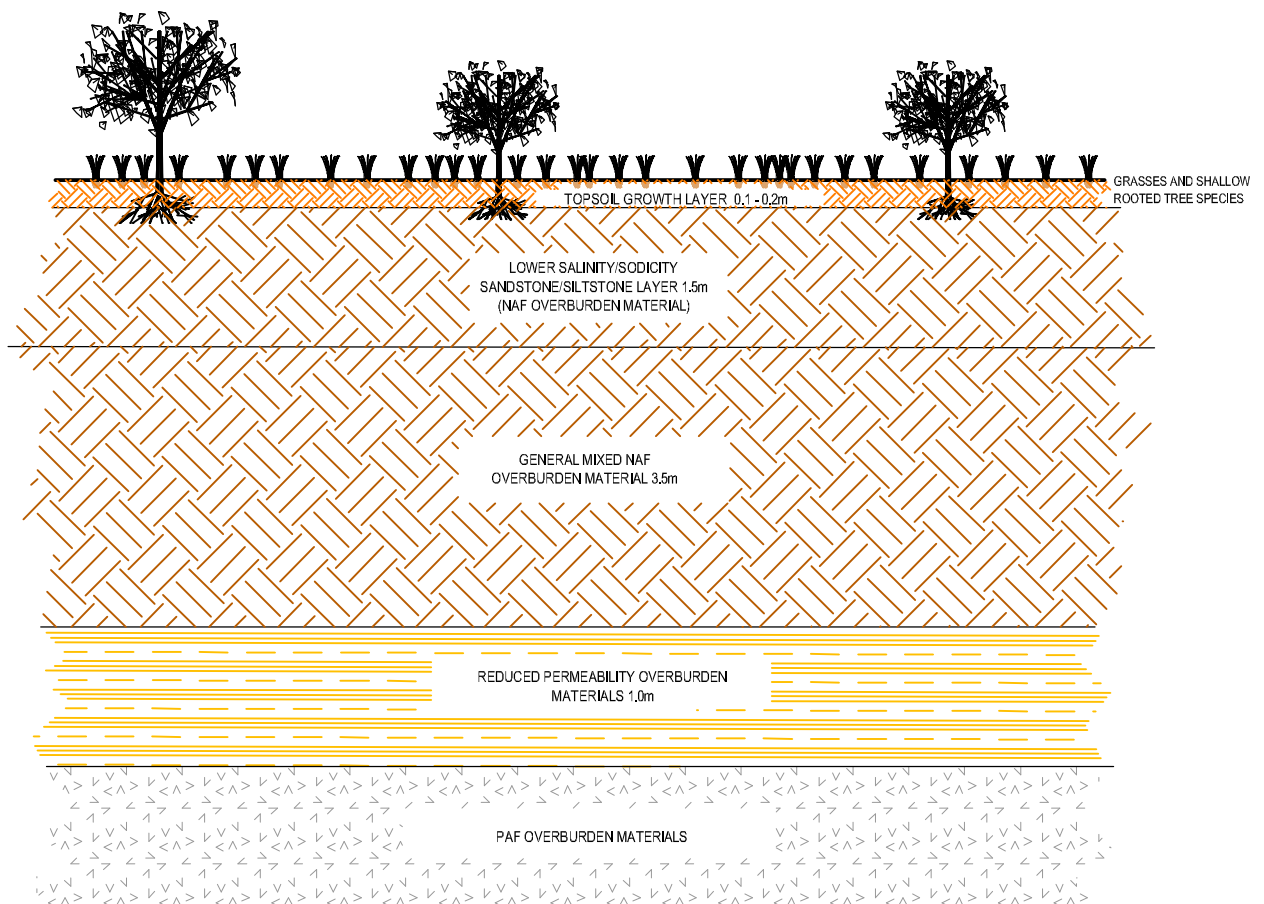 GRASSES AND SHALLOW
ROOTED TREE SPECIES
TOPSOIL GROWTH LAYER 0.1 - 0.2m
LOWER SALINITY/SODICITY
SANDSTONE/SILTSTONE LAYER 1.5m
(NAF OVERBURDEN MATERIAL)
GENERAL MIXED NAF
OVERBURDEN MATERIAL 3.5m
REDUCED PERMEABILITY OVERBURDEN
MATERIALS 1.0m
PAF OVERBURDEN MATERIALS